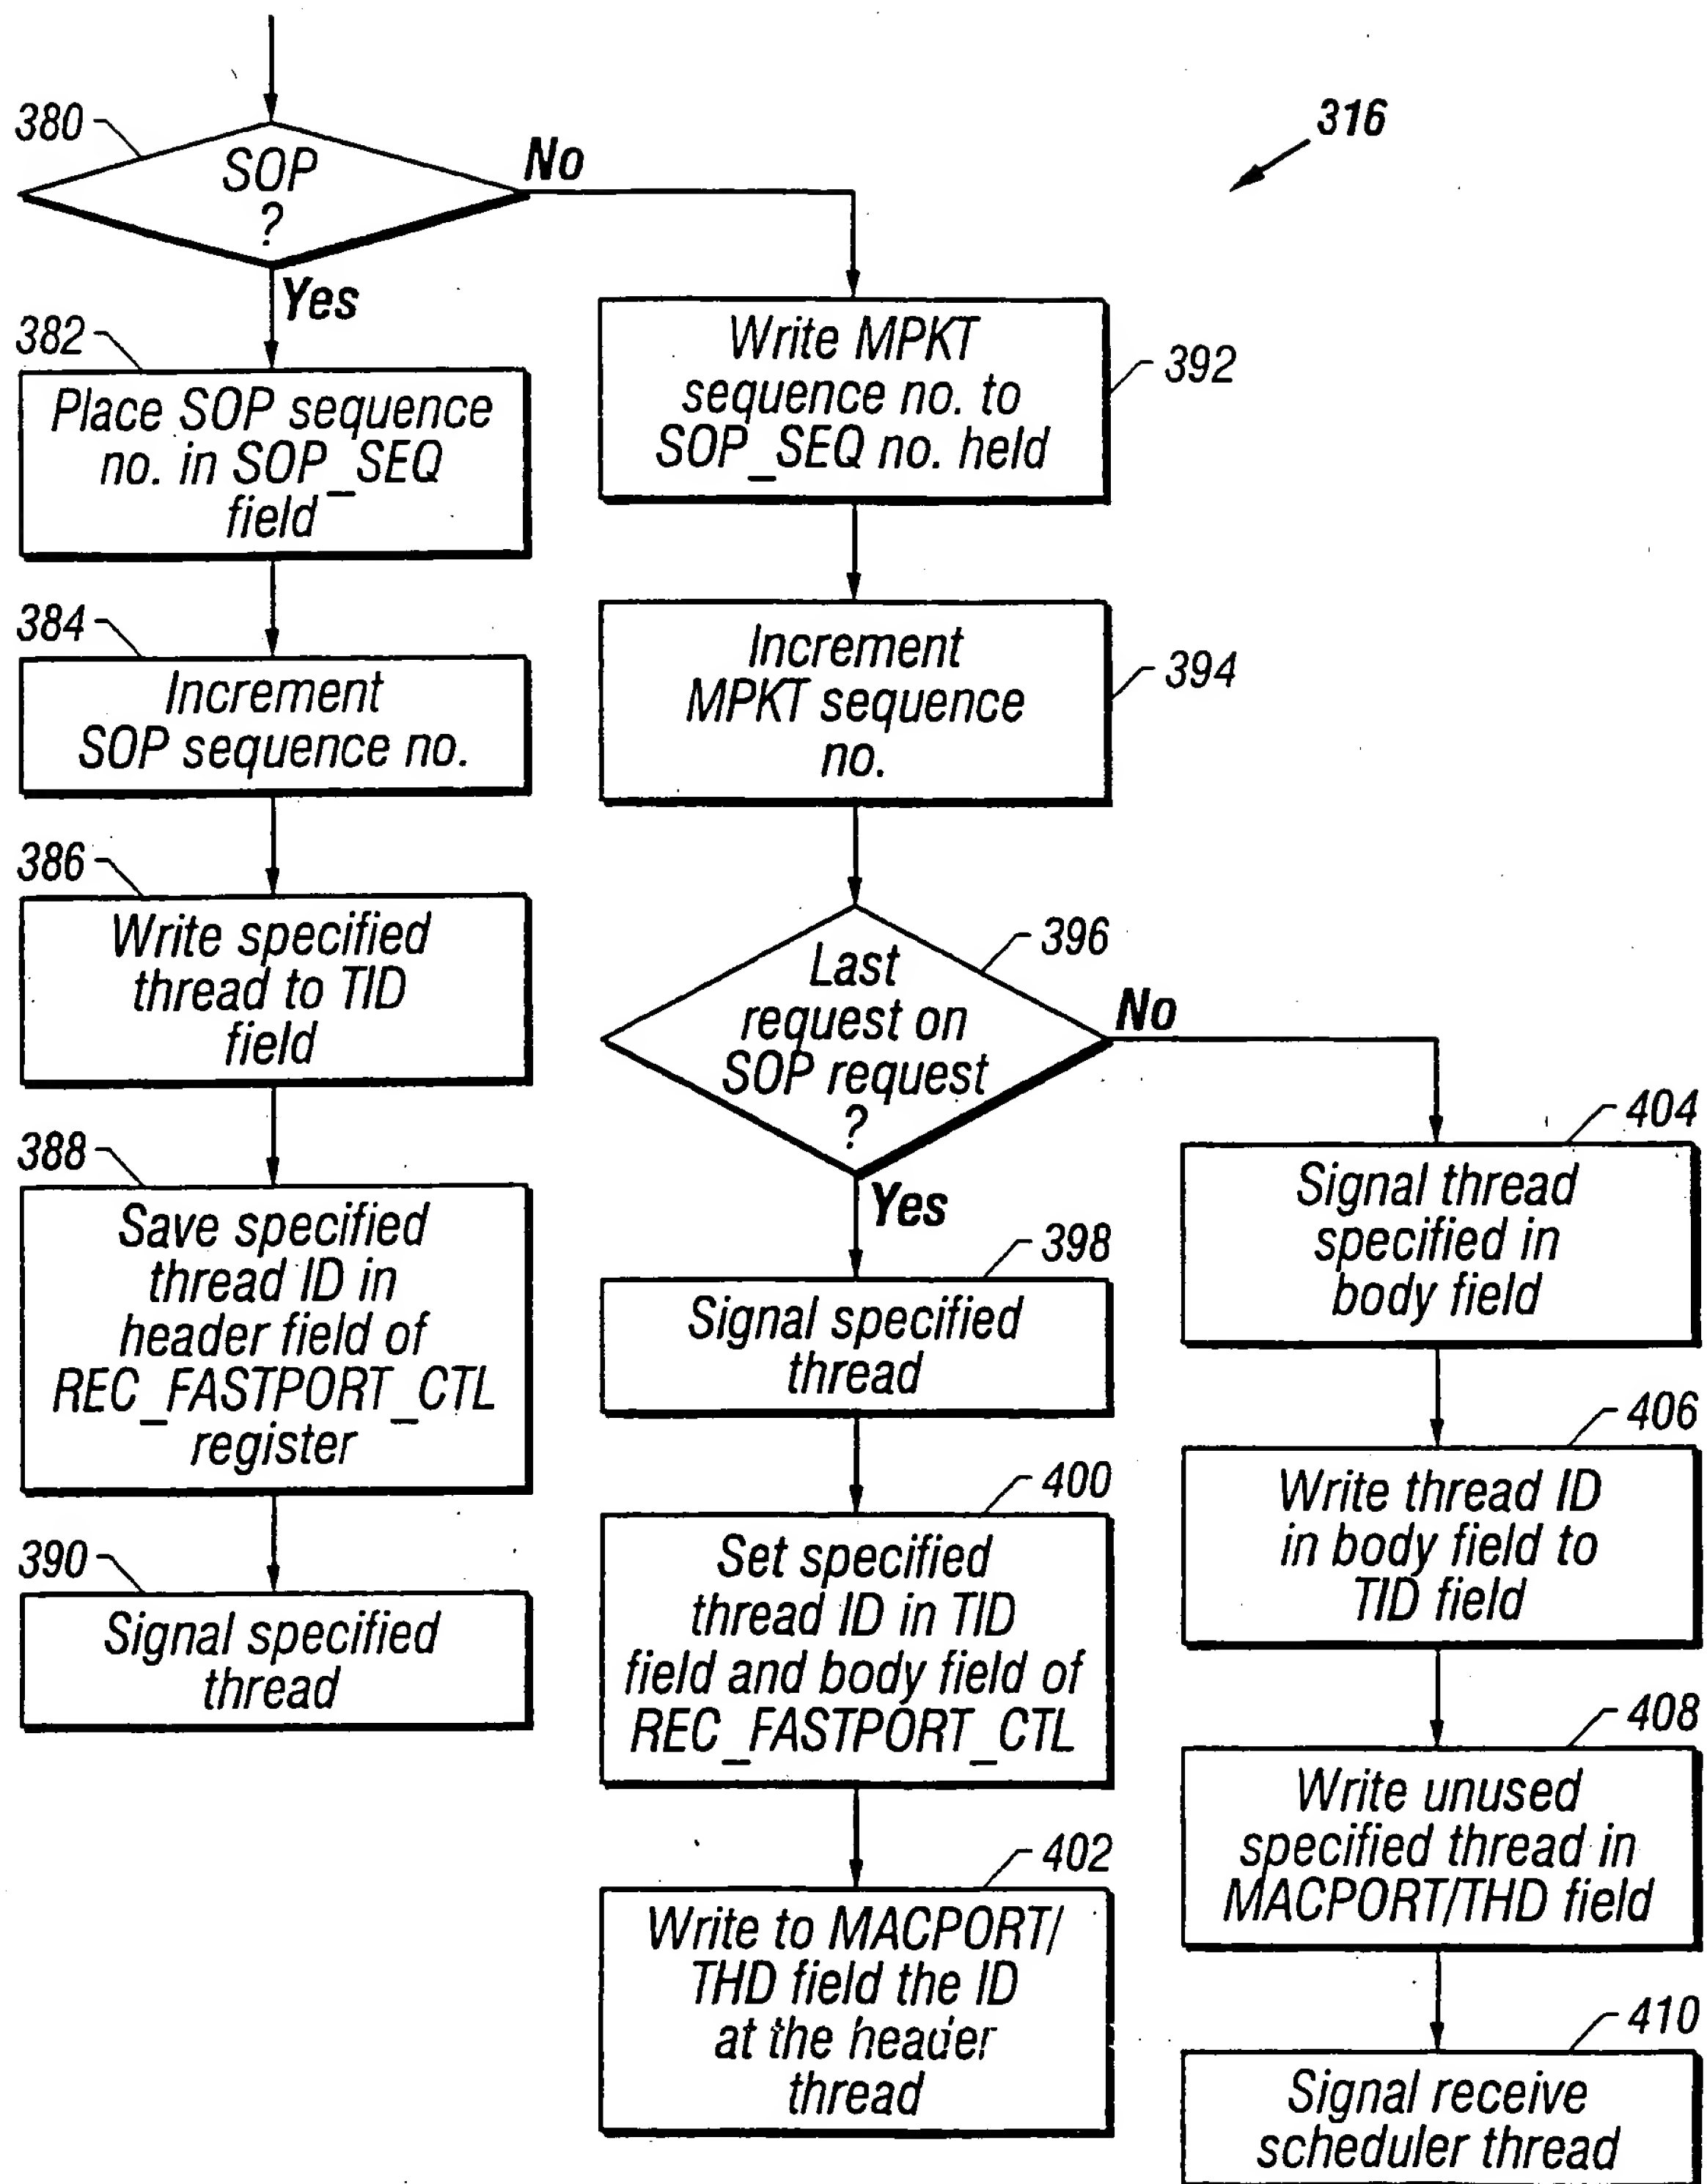 316
380
SOP
?
No
Yes
382
Place SOP sequence
no. in SOP_SEQ
field
384
Increment
SOP sequence no.
386
Write specified
thread to TID
field
388
Save specified
thread ID in
header field of
REC_FASTPORT_CTL
register
390
Signal specified
thread
392
Write MPKT
sequence no. to
SOP_SEQ no. held
394
Increment
MPKT sequence
no.
396
Last
request on
SOP request
?
No
Yes
398
Signal specified
thread
400
Set specified
thread ID in TID
field and body field of
REC_FASTPORT_CTL
402
Write to MACPORT/
THD field the ID
at the header
thread
404
Signal thread
specified in
body field
406
Write thread ID
in body field to
TID field
408
Write unused
specified thread in
MACPORT/THD field
410
Signal receive
scheduler thread